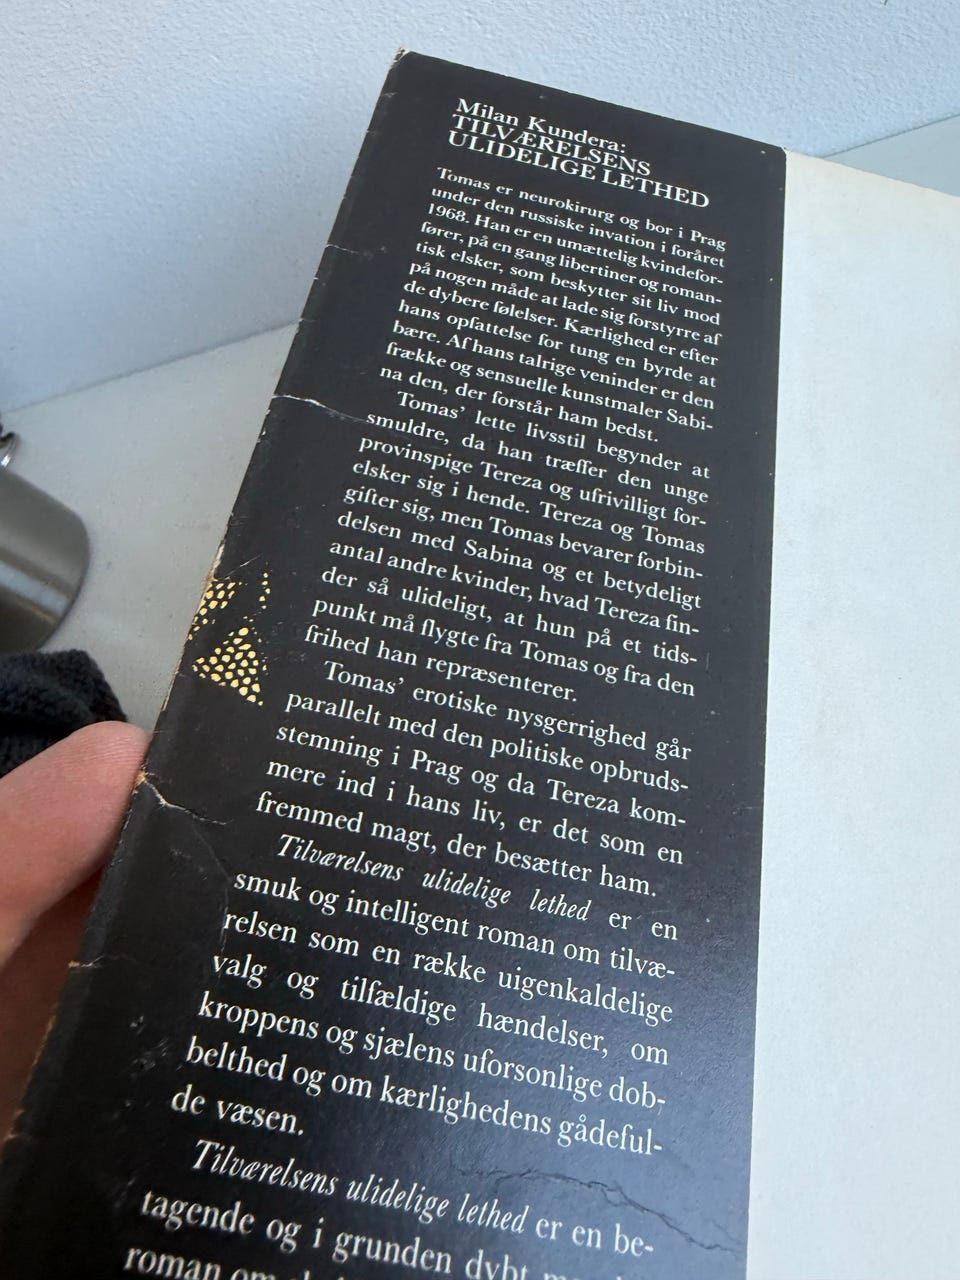 Milan Kundera:
TILVÆRELSENS
ULIDELIGE LETHED
Tomas er neurokirurg og bor i Prag
under den russiske invation i foråret
1968. Han er en umættelig kvindefor-
fører, på en gang libertiner og roman-
tisk elsker, som beskytter sit liv mod
på nogen måde at lade sig forstyrre af
de dybere følelser. Kærlighed er efter
hans opfattelse for tung en byrde at
bære. Af hans talrige veninder er den
frække og sensuelle kunstmaler Sabi-
na den, der forstår ham bedst.
Tomas' lette livsstil begynder at
smuldre, da han træffer den unge
provinspige Tereza og ufrivilligt for-
elsker sig i hende. Tereza og Tomas
gifter sig, men Tomas bevarer forbin-
delsen med Sabina og et betydeligt
antal andre kvinder, hvad Tereza fin-
der så ulideligt, at hun på et tids-
punkt må flygte fra Tomas og fra den
frihed han repræsenterer.
Tomas' erotiske nysgerrighed går
parallelt med den politiske opbruds-
stemning i Prag og da Tereza kom-
mere ind i hans liv, er det som en
fremmed magt, der besætter ham.
Tilværelsens ulidelige lethed er en
smuk og intelligent roman om tilvæ-
relsen som en række uigenkaldelige
valg og tilfældige hændelser, om
kroppens og sjælens uforsonlige dob-
belthed og om kærlighedens gådeful-
de væsen.
Tilværelsens ulidelige lethed er en be-
tagende og i grunden dybt
roman om